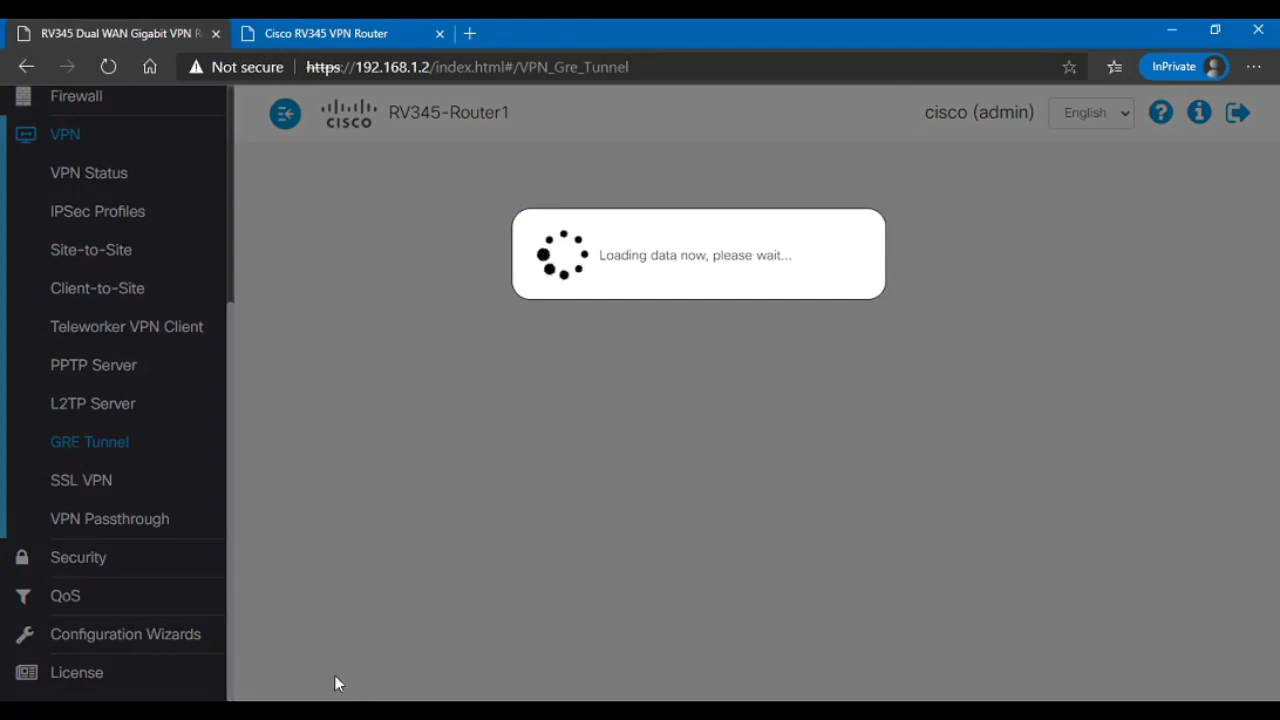 RV345 Dual WAN Gigabit VPN R
Cisco RV345 VPN Router
Not secure
https://192.168.1.2/index.html#/VPN_Gre_Tunnel
InPrivate
Firewall
CISCO
RV345-Router1
cisco (admin)
English
VPN
VPN Status
IPSec Profiles
Site-to-Site
Client-to-Site
Teleworker VPN Client
PPTP Server
L2TP Server
GRE Tunnel
SSL VPN
VPN Passthrough
Security
QoS
Configuration Wizards
License
Loading data now, please wait...